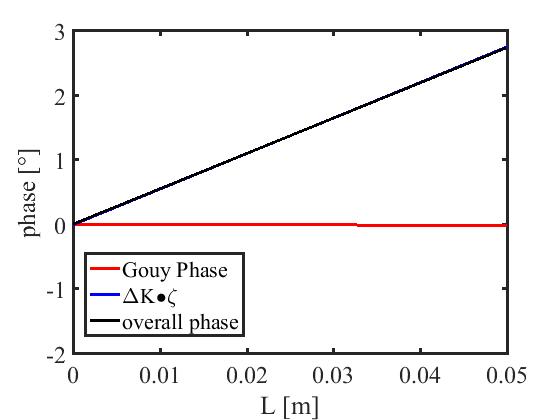 3
2
1
0
-1
-2
phase [°]
Gouy Phase
ΔK•ζ
overall phase
0 0.01 0.02 0.03 0.04 0.05
L [m]